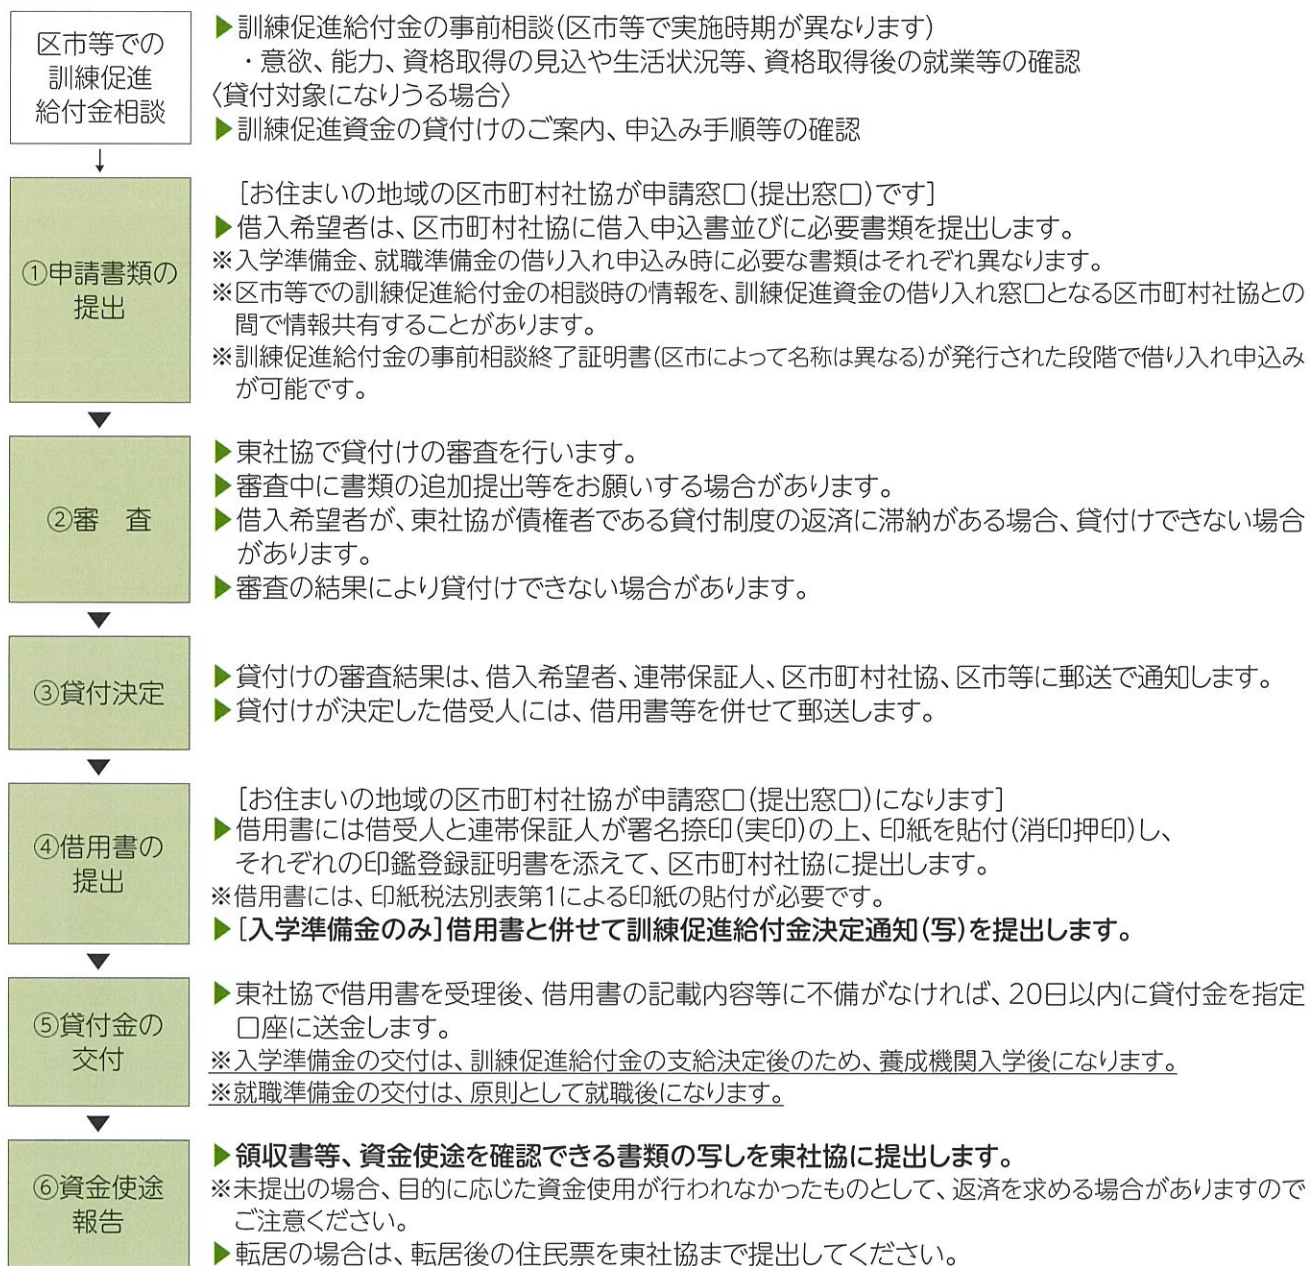 区市等での
訓練促進
給付金相談
▶訓練促進給付金の事前相談(区市等で実施時期が異なります)
・意欲、能力、資格取得の見込や生活状況等、資格取得後の就業等の確認
〈貸付対象になりうる場合〉
▶訓練促進資金の貸付けのご案内、申込み手順等の確認
↓
①申請書類の
提出
[お住まいの地域の区市町村社協が申請窓口(提出窓口)です]
▶借入希望者は、区市町村社協に借入申込書並びに必要書類を提出します。
※入学準備金、就職準備金の借り入れ申込み時に必要な書類はそれぞれ異なります。
※区市等での訓練促進給付金の相談時の情報を、訓練促進資金の借り入れ窓口となる区市町村社協との
間で情報共有することがあります。
※訓練促進給付金の事前相談終了証明書(区市によって名称は異なる)が発行された段階で借り入れ申込み
が可能です。
▼
②審　査
▶東社協で貸付けの審査を行います。
▶審査中に書類の追加提出等をお願いする場合があります。
▶借入希望者が、東社協が債権者である貸付制度の返済に滞納がある場合、貸付けできない場合
があります。
▶審査の結果により貸付けできない場合があります。
▼
③貸付決定
▶貸付けの審査結果は、借入希望者、連帯保証人、区市町村社協、区市等に郵送で通知します。
▶貸付けが決定した借受人には、借用書等を併せて郵送します。
▼
④借用書の
提出
[お住まいの地域の区市町村社協が申請窓口(提出窓口)になります]
▶借用書には借受人と連帯保証人が署名捺印(実印)の上、印紙を貼付(消印押印)し、
それぞれの印鑑登録証明書を添えて、区市町村社協に提出します。
※借用書には、印紙税法別表第1による印紙の貼付が必要です。
▶[入学準備金のみ]借用書と併せて訓練促進給付金決定通知(写)を提出します。
▼
⑤貸付金の
交付
▶東社協で借用書を受理後、借用書の記載内容等に不備がなければ、20日以内に貸付金を指定
口座に送金します。
※入学準備金の交付は、訓練促進給付金の支給決定後のため、養成機関入学後になります。
※就職準備金の交付は、原則として就職後になります。
▼
⑥資金使途
報告
▶領収書等、資金使途を確認できる書類の写しを東社協に提出します。
※未提出の場合、目的に応じた資金使用が行われなかったものとして、返済を求める場合がありますので
ご注意ください。
▶転居の場合は、転居後の住民票を東社協まで提出してください。